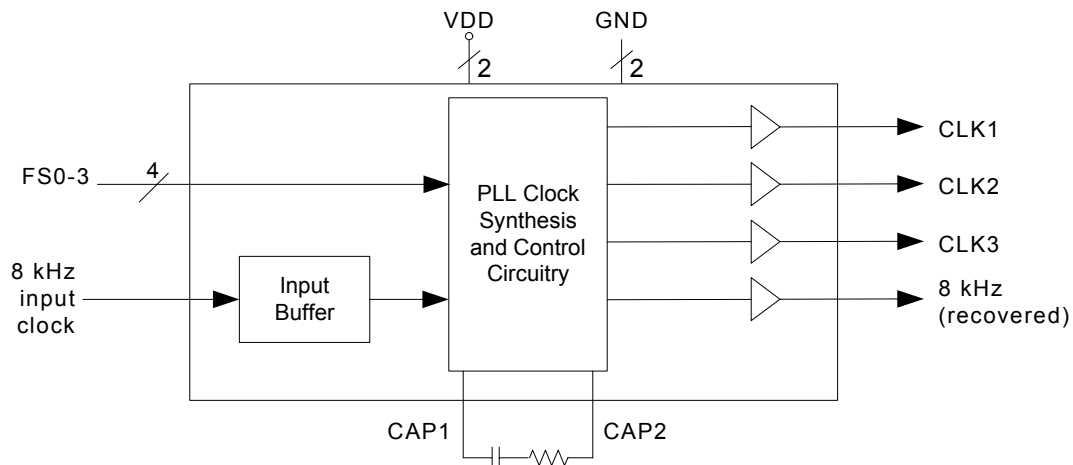 VDD
GND
2
2
CLK1
FS0-3
4
CLK2
PLL Clock
Synthesis
and Control
Circuitry
CLK3
8 kHz
input
clock
Input
Buffer
8 kHz
(recovered)
CAP1
CAP2